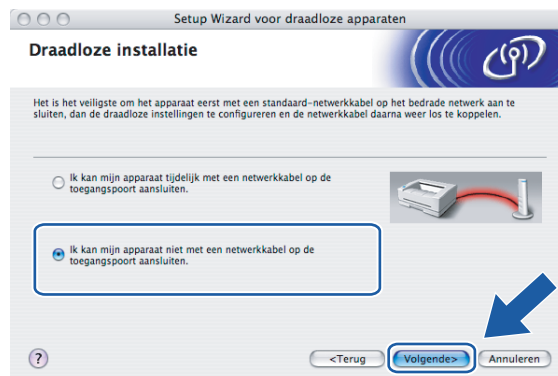 Setup Wizard voor draadloze apparaten
Draadloze installatie
Het is het veiligste om het apparaat eerst met een standaard-netwerkkabel op het bedrade netwerk aan te
sluiten, dan de draadloze instellingen te configureren en de netwerkkabel daarna weer los te koppelen.
Ik kan mijn apparaat tijdelijk met een netwerkkabel op de
toegangspoort aansluiten.
Ik kan mijn apparaat niet met een netwerkkabel op de
toegangspoort aansluiten.
?
<Terug
Volgende>
Annuleren